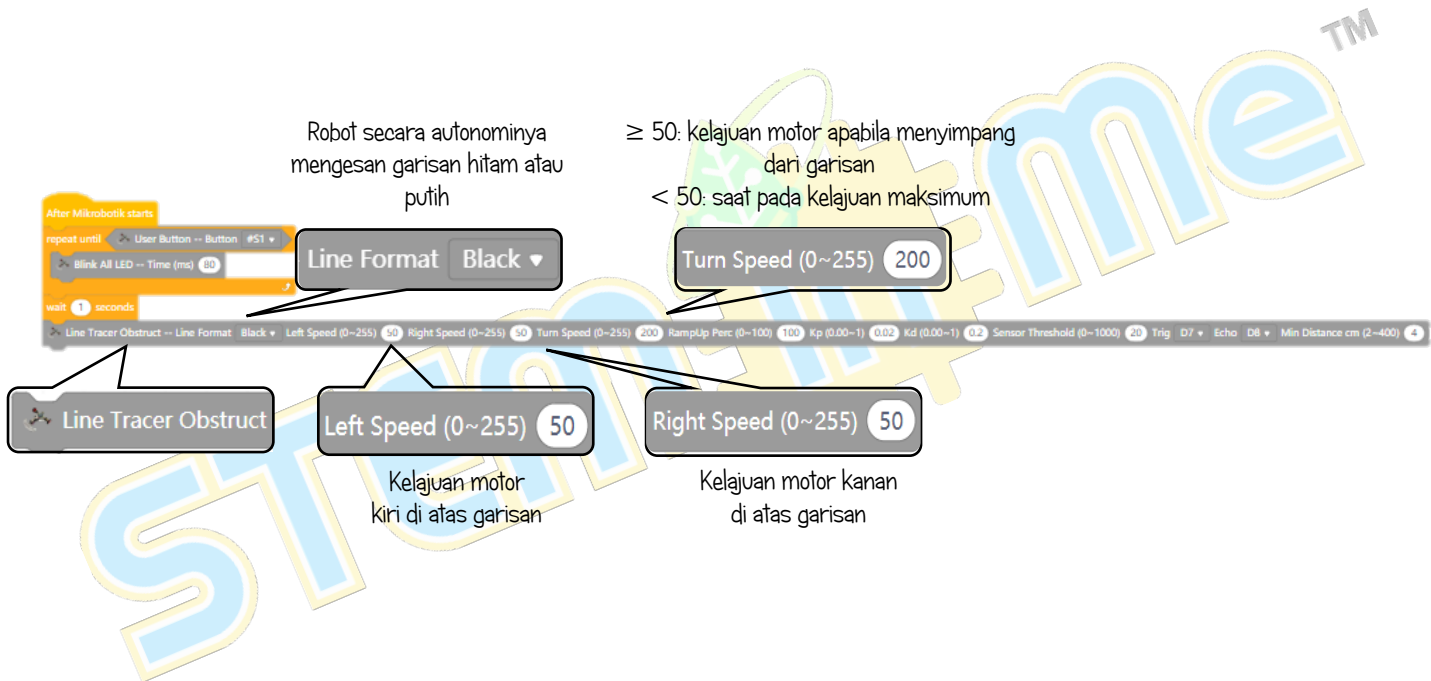 TM
STEM-in-me
Robot secara autonominya
mengesan garisan hitam atau
putih
≥ 50: kelajuan motor apabila menyimpang
dari garisan
< 50: saat pada kelajuan maksimum
After Mikrobotik starts
repeat until User Button -- Button #S1
Blink All LED -- Time (ms) 80
wait 1 seconds
Line Format Black
Turn Speed (0~255) 200
Line Tracer Obstruct -- Line Format Black Left Speed (0~255) 50 Right Speed (0~255) 50 Turn Speed (0~255) 200 RampUp Perc (0~100) 100 Kp (0.00~1) 0.02 Kd (0.00~1) 0.2 Sensor Threshold (0~1000) 20 Trig D7 Echo D8 Min Distance cm (2~400) 4
Line Tracer Obstruct
Left Speed (0~255) 50
Right Speed (0~255) 50
Kelajuan motor
kiri di atas garisan
Kelajuan motor kanan
di atas garisan